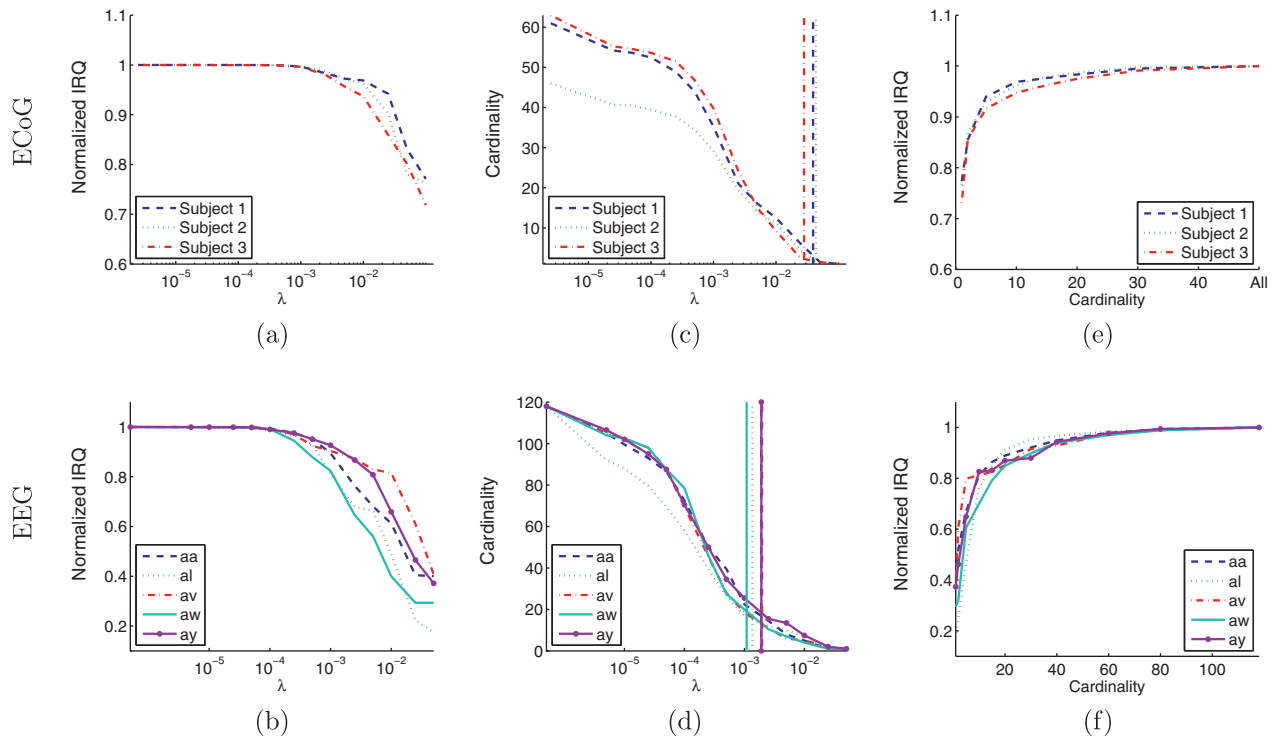 ECoG
Normalized IRQ
1.1
1
0.9
0.8
0.7
0.6
Subject 1
Subject 2
Subject 3
10^−5
10^−4
10^−3
10^−2
λ
(a)
Cardinality
60
50
40
30
20
10
Subject 1
Subject 2
Subject 3
10^−5
10^−4
10^−3
10^−2
λ
(c)
Normalized IRQ
1.1
1
0.9
0.8
0.7
0.6
Subject 1
Subject 2
Subject 3
0
10
20
30
40
All
Cardinality
(e)
EEG
Normalized IRQ
1
0.8
0.6
0.4
0.2
aa
al
av
aw
ay
10^−5
10^−4
10^−3
10^−2
λ
(b)
Cardinality
120
100
80
60
40
20
0
aa
al
av
aw
ay
10^−5
10^−4
10^−3
10^−2
λ
(d)
Normalized IRQ
1
0.8
0.6
0.4
0.2
aa
al
av
aw
ay
20
40
60
80
100
Cardinality
(f)